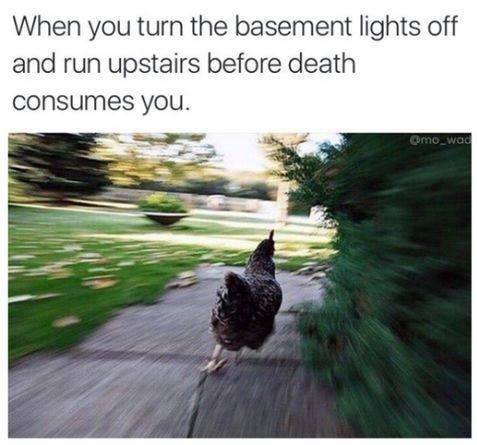 When you turn the basement lights off
and run upstairs before death
consumes you.
@mo_wad